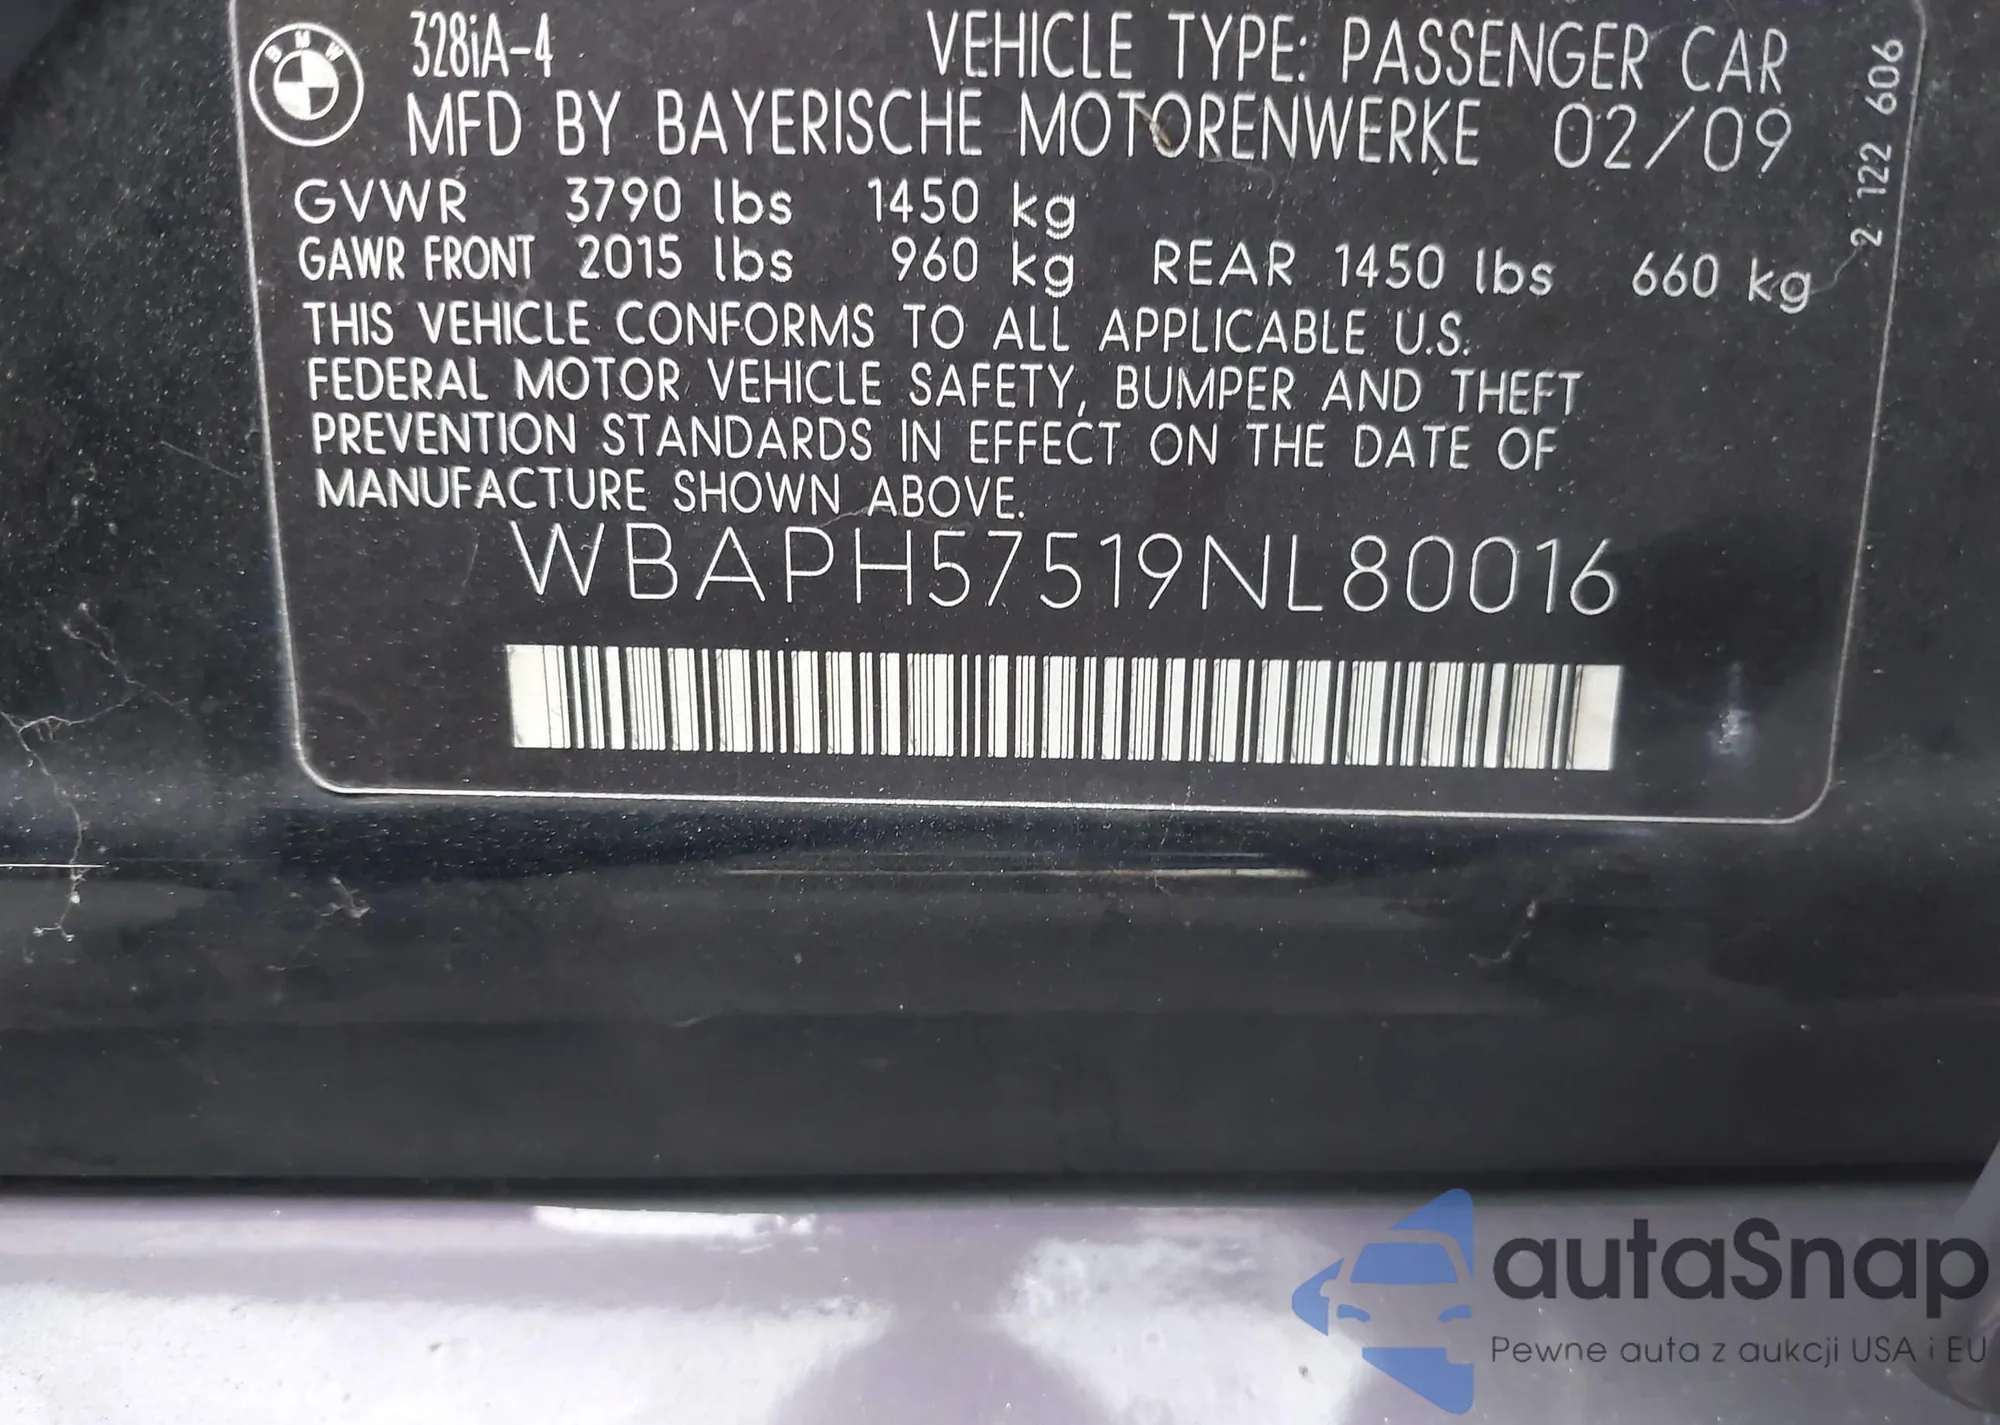 BMW
328iA-4 VEHICLE TYPE: PASSENGER CAR
MFD BY BAYERISCHE MOTORENWERKE 02/09
GVWR 3790 lbs 1450 kg
GAWR FRONT 2015 lbs 960 kg REAR 1450 lbs 660 kg
THIS VEHICLE CONFORMS TO ALL APPLICABLE U.S.
FEDERAL MOTOR VEHICLE SAFETY, BUMPER AND THEFT
PREVENTION STANDARDS IN EFFECT ON THE DATE OF
MANUFACTURE SHOWN ABOVE.
WBAPH57519NL80016
2 122 606
autaSnap
Pewne auta z aukcji USA i EU